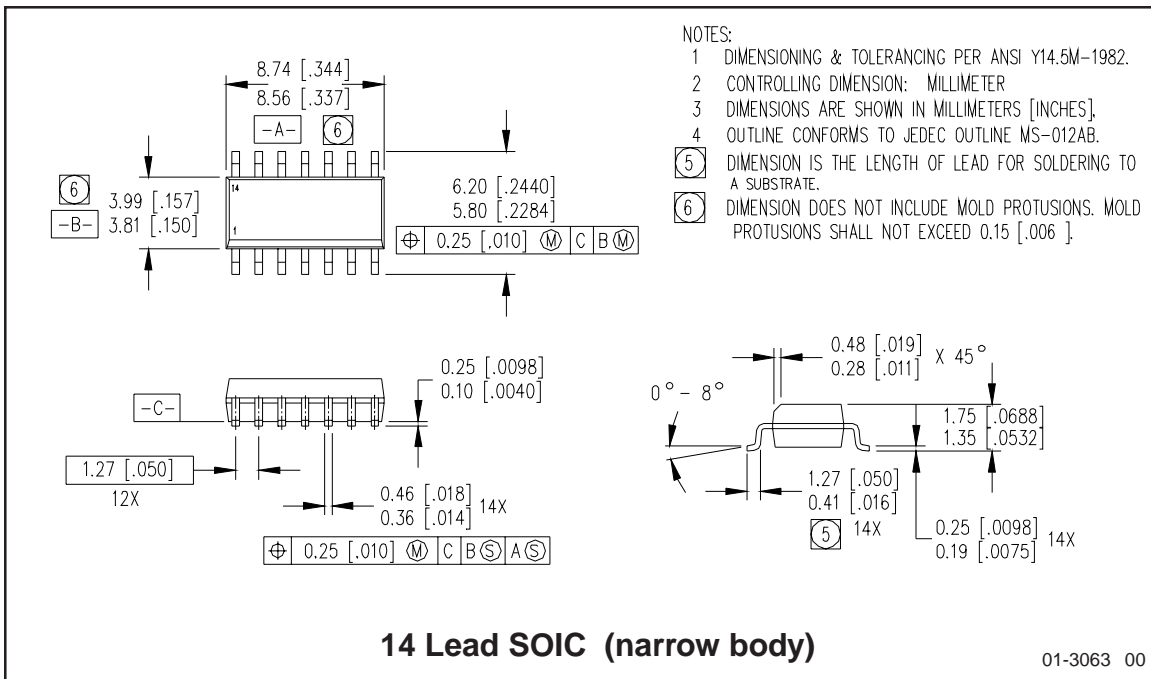 NOTES:
1 DIMENSIONING & TOLERANCING PER ANSI Y14.5M-1982.
2 CONTROLLING DIMENSION: MILLIMETER
3 DIMENSIONS ARE SHOWN IN MILLIMETERS [INCHES].
4 OUTLINE CONFORMS TO JEDEC OUTLINE MS-012AB.
5 DIMENSION IS THE LENGTH OF LEAD FOR SOLDERING TO
A SUBSTRATE.
6 DIMENSION DOES NOT INCLUDE MOLD PROTUSIONS. MOLD
PROTUSIONS SHALL NOT EXCEED 0.15 [.006 ].
8.74 [.344]
8.56 [.337]
-A- 6
6
3.99 [.157]
-B- 3.81 [.150]
14
1
6.20 [.2440]
5.80 [.2284]
⌖ 0.25 [.010] Ⓜ C B Ⓜ
0.25 [.0098]
0.10 [.0040]
-C-
1.27 [.050]
12X
0.46 [.018]
0.36 [.014] 14X
⌖ 0.25 [.010] Ⓜ C B Ⓢ A Ⓢ
0.48 [.019]
0.28 [.011] X 45°
0°- 8°
1.75 [.0688]
1.35 [.0532]
1.27 [.050]
0.41 [.016]
5 14X
0.25 [.0098]
0.19 [.0075] 14X
14 Lead SOIC (narrow body)
01-3063 00